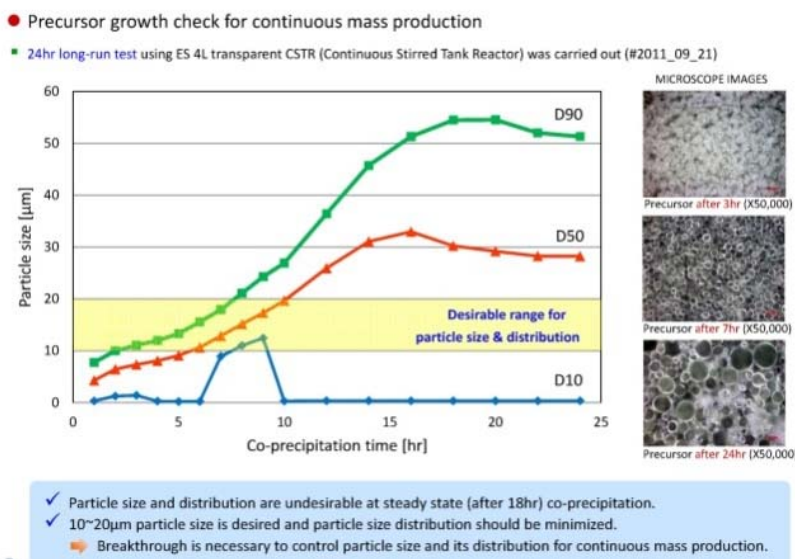 Precursor growth check for continuous mass production
24hr long-run test using ES 4L transparent CSTR (Continuous Stirred Tank Reactor) was carried out (#2011_09_21)
MICROSCOPE IMAGES
60
50
40
30
20
10
0
Particle size [μm]
D90
D50
Desirable range for
particle size & distribution
D10
0 5 10 15 20 25
Co-precipitation time [hr]
Precursor after 3hr (X50,000)
Precursor after 7hr (X50,000)
Precursor after 24hr (X50,000)
✓ Particle size and distribution are undesirable at steady state (after 18hr) co-precipitation.
✓ 10~20μm particle size is desired and particle size distribution should be minimized.
Breakthrough is necessary to control particle size and its distribution for continuous mass production.